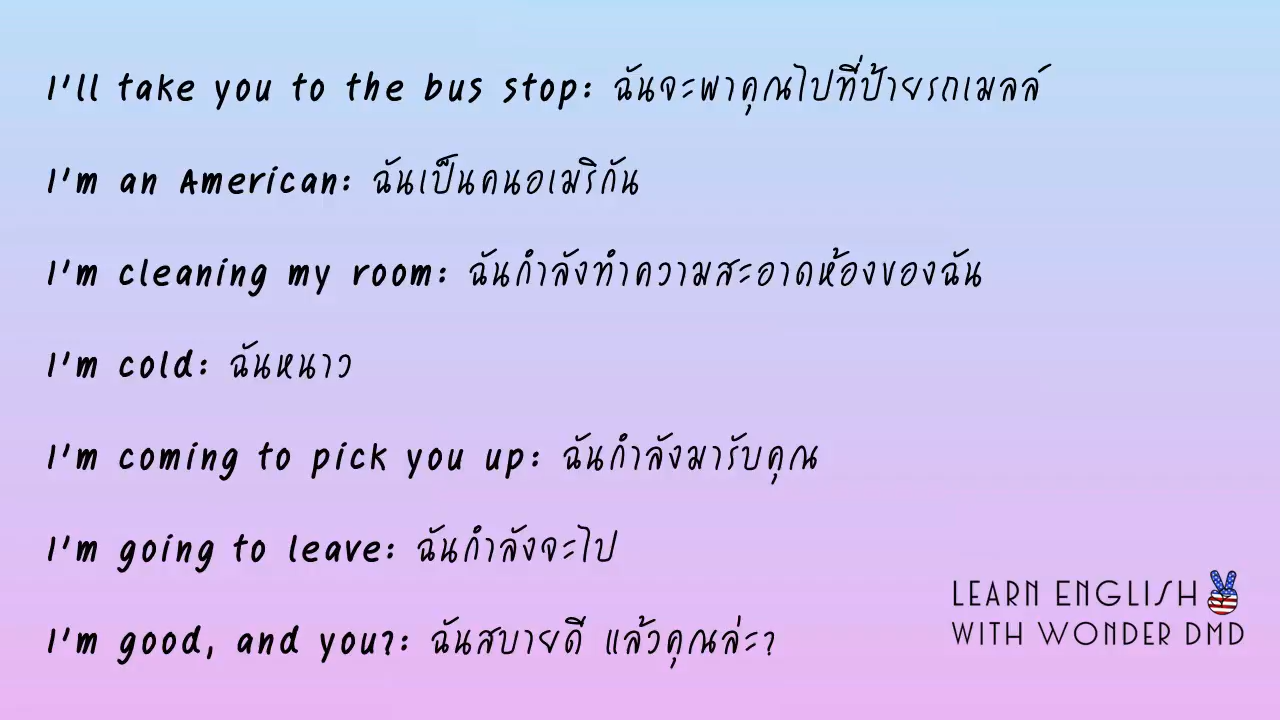 I'll take you to the bus stop: ฉันจะพาคุณไปที่ป้ายรถเมลล์
I'm an American: ฉันเป็นคนอเมริกัน
I'm cleaning my room: ฉันกำลังทำความสะอาดห้องของฉัน
I'm cold: ฉันหนาว
I'm coming to pick you up: ฉันกำลังมารับคุณ
I'm going to leave: ฉันกำลังจะไป
I'm good, and you?: ฉันสบายดี แล้วคุณล่ะ?
LEARN ENGLISH
WITH WONDER DMD